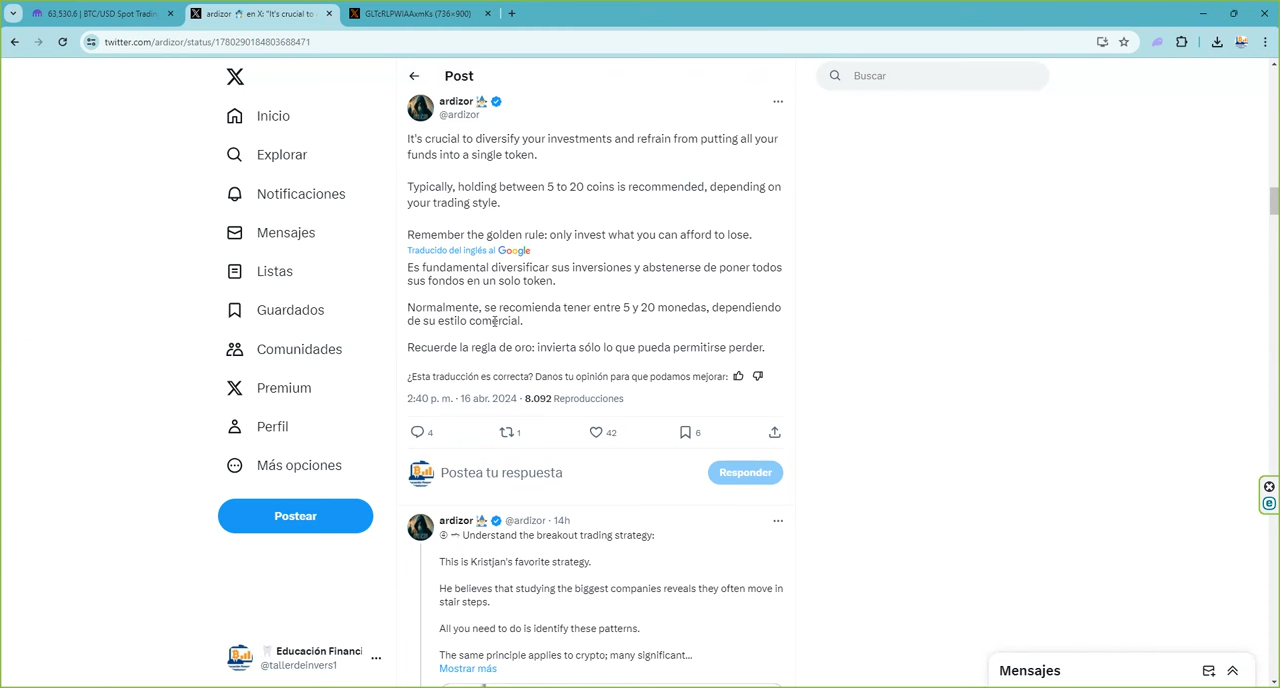 63,530.6 | BTC/USD Spot Tradin
ardizor en X: "It's crucial to
GLTcRLPWIAAxmKs (736×900)
twitter.com/ardizor/status/1780290184803688471
Inicio
Explorar
Notificaciones
Mensajes
Listas
Guardados
Comunidades
Premium
Perfil
Más opciones
Postear
Educación Financi
@tallerdeinvers1
Post
ardizor
@ardizor
It's crucial to diversify your investments and refrain from putting all your
funds into a single token.
Typically, holding between 5 to 20 coins is recommended, depending on
your trading style.
Remember the golden rule: only invest what you can afford to lose.
Traducido del inglés al Google
Es fundamental diversificar sus inversiones y abstenerse de poner todos
sus fondos en un solo token.
Normalmente, se recomienda tener entre 5 y 20 monedas, dependiendo
de su estilo comercial.
Recuerde la regla de oro: invierta sólo lo que pueda permitirse perder.
¿Esta traducción es correcta? Danos tu opinión para que podamos mejorar:
2:40 p. m. · 16 abr. 2024 · 8.092 Reproducciones
4 1 42 6
Postea tu respuesta
Responder
ardizor @ardizor · 14h
④ Understand the breakout trading strategy:
This is Kristjan's favorite strategy.
He believes that studying the biggest companies reveals they often move in
stair steps.
All you need to do is identify these patterns.
The same principle applies to crypto; many significant...
Mostrar más
Buscar
Mensajes